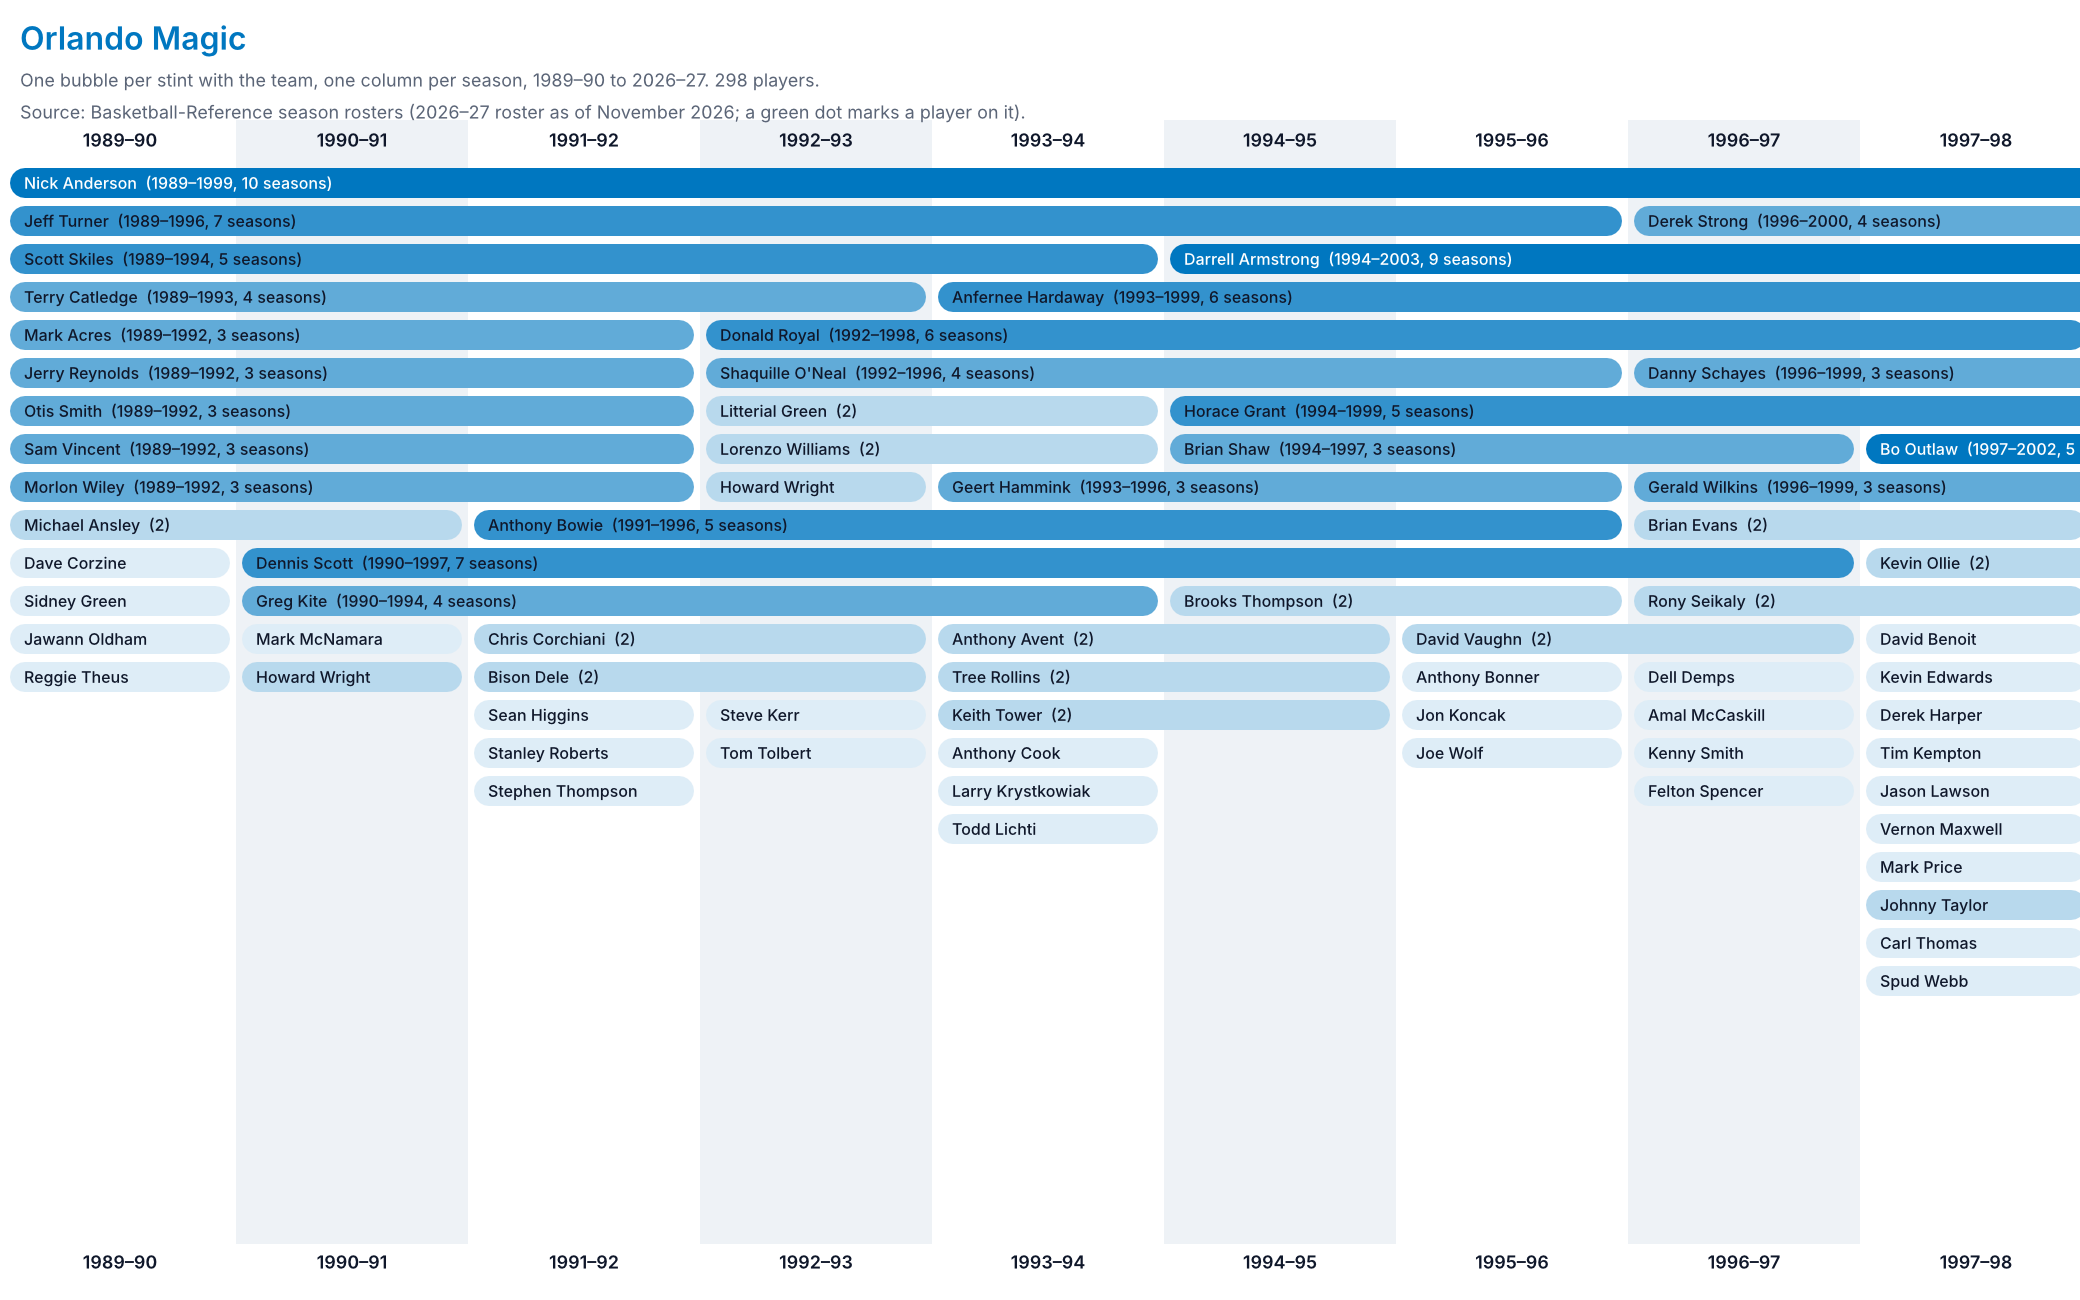 Orlando Magic
One bubble per stint with the team, one column per season, 1989–90 to 2026–27. 298 players.
Source: Basketball-Reference season rosters (2026–27 roster as of November 2026; a green dot marks a player on it).
1989–90 1990–91 1991–92 1992–93 1993–94 1994–95 1995–96 1996–97 1997–98
Nick Anderson (1989–1999, 10 seasons)
Jeff Turner (1989–1996, 7 seasons) Derek Strong (1996–2000, 4 seasons)
Scott Skiles (1989–1994, 5 seasons) Darrell Armstrong (1994–2003, 9 seasons)
Terry Catledge (1989–1993, 4 seasons) Anfernee Hardaway (1993–1999, 6 seasons)
Mark Acres (1989–1992, 3 seasons) Donald Royal (1992–1998, 6 seasons)
Jerry Reynolds (1989–1992, 3 seasons) Shaquille O'Neal (1992–1996, 4 seasons) Danny Schayes (1996–1999, 3 seasons)
Otis Smith (1989–1992, 3 seasons) Litterial Green (2) Horace Grant (1994–1999, 5 seasons)
Sam Vincent (1989–1992, 3 seasons) Lorenzo Williams (2) Brian Shaw (1994–1997, 3 seasons) Bo Outlaw (1997–2002, 5
Morlon Wiley (1989–1992, 3 seasons) Howard Wright Geert Hammink (1993–1996, 3 seasons) Gerald Wilkins (1996–1999, 3 seasons)
Michael Ansley (2) Anthony Bowie (1991–1996, 5 seasons) Brian Evans (2)
Dave Corzine Dennis Scott (1990–1997, 7 seasons) Kevin Ollie (2)
Sidney Green Greg Kite (1990–1994, 4 seasons) Brooks Thompson (2) Rony Seikaly (2)
Jawann Oldham Mark McNamara Chris Corchiani (2) Anthony Avent (2) David Vaughn (2) David Benoit
Reggie Theus Howard Wright Bison Dele (2) Tree Rollins (2) Anthony Bonner Dell Demps Kevin Edwards
Sean Higgins Steve Kerr Keith Tower (2) Jon Koncak Amal McCaskill Derek Harper
Stanley Roberts Tom Tolbert Anthony Cook Joe Wolf Kenny Smith Tim Kempton
Stephen Thompson Larry Krystkowiak Felton Spencer Jason Lawson
Todd Lichti Vernon Maxwell
Mark Price
Johnny Taylor
Carl Thomas
Spud Webb
1989–90 1990–91 1991–92 1992–93 1993–94 1994–95 1995–96 1996–97 1997–98